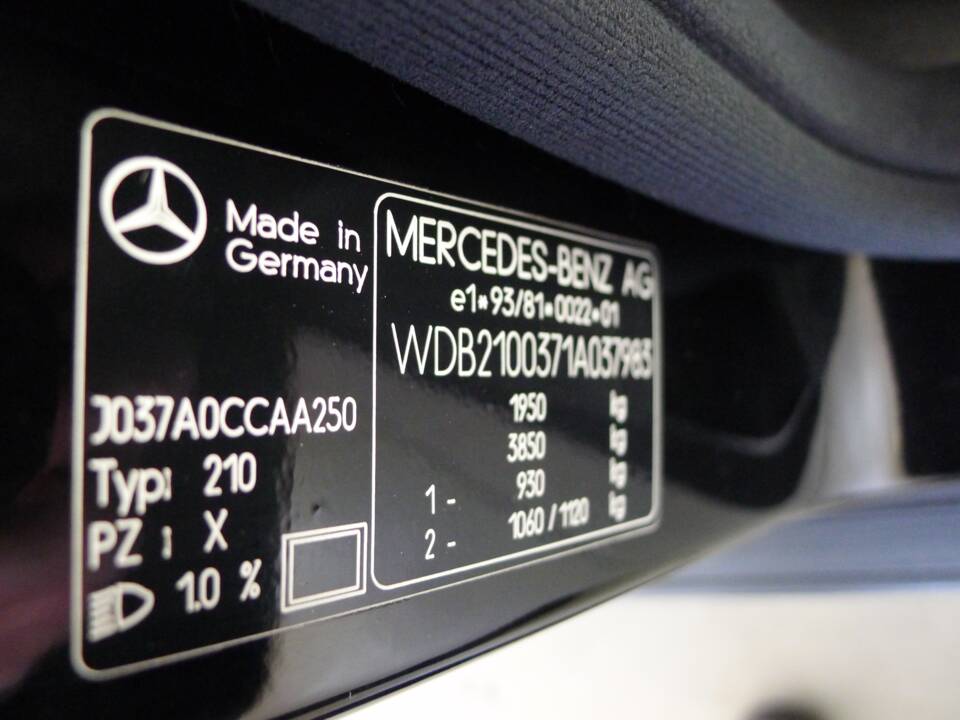 Made in
Germany
J037A0CCAA250
Typ: 210
PZ : X
1.0 %
MERCEDES-BENZ AG
e1*93/81*0022*01
WDB2100371A037983
1950 kg
3850 kg
1- 930 kg
2- 1060/1120 kg